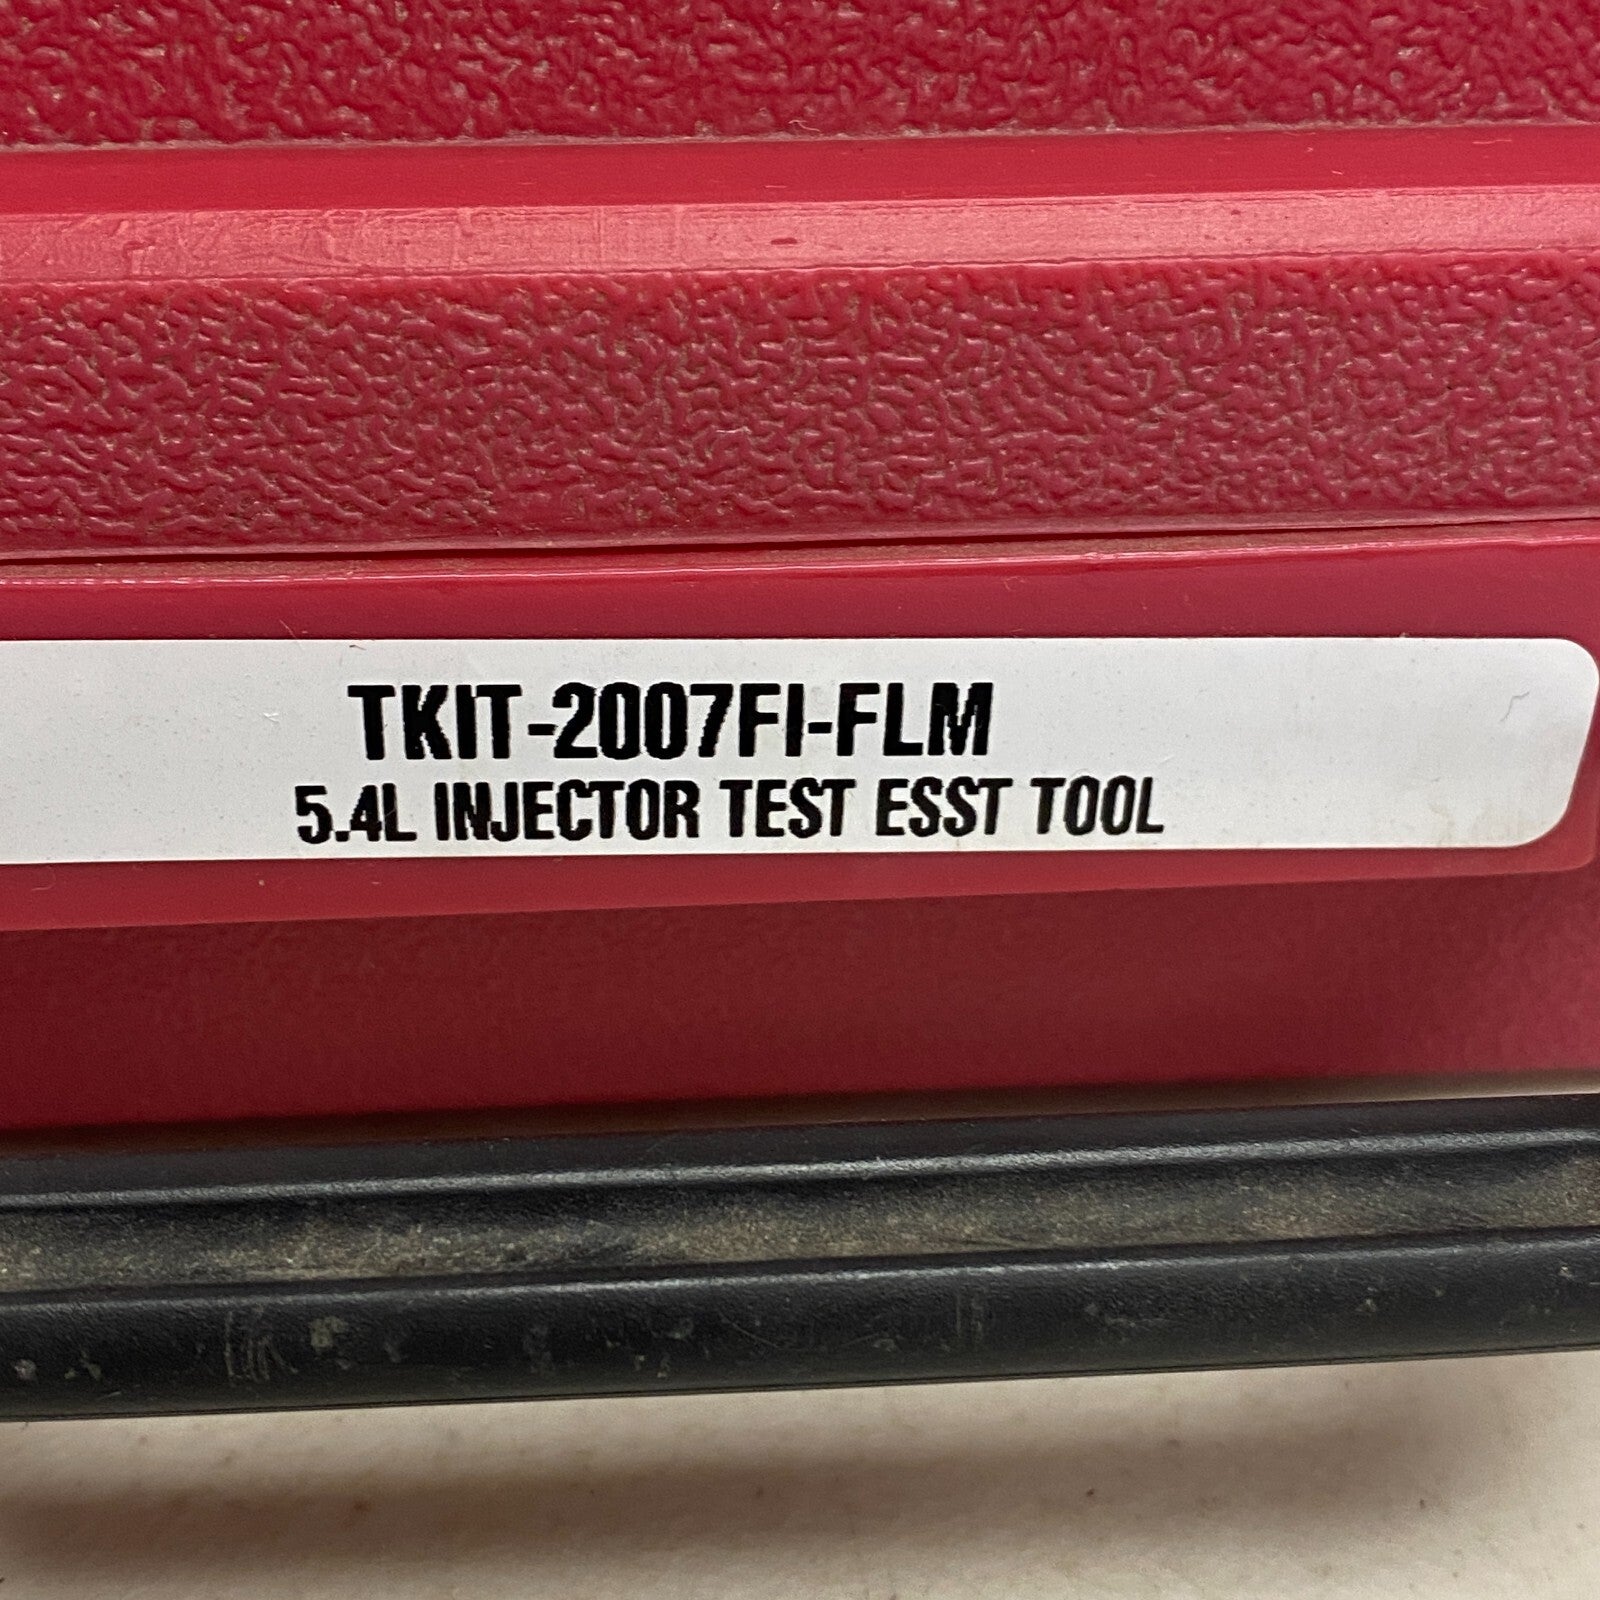 TKIT-2007FI-FLM
5.4L INJECTOR TEST ESST TOOL